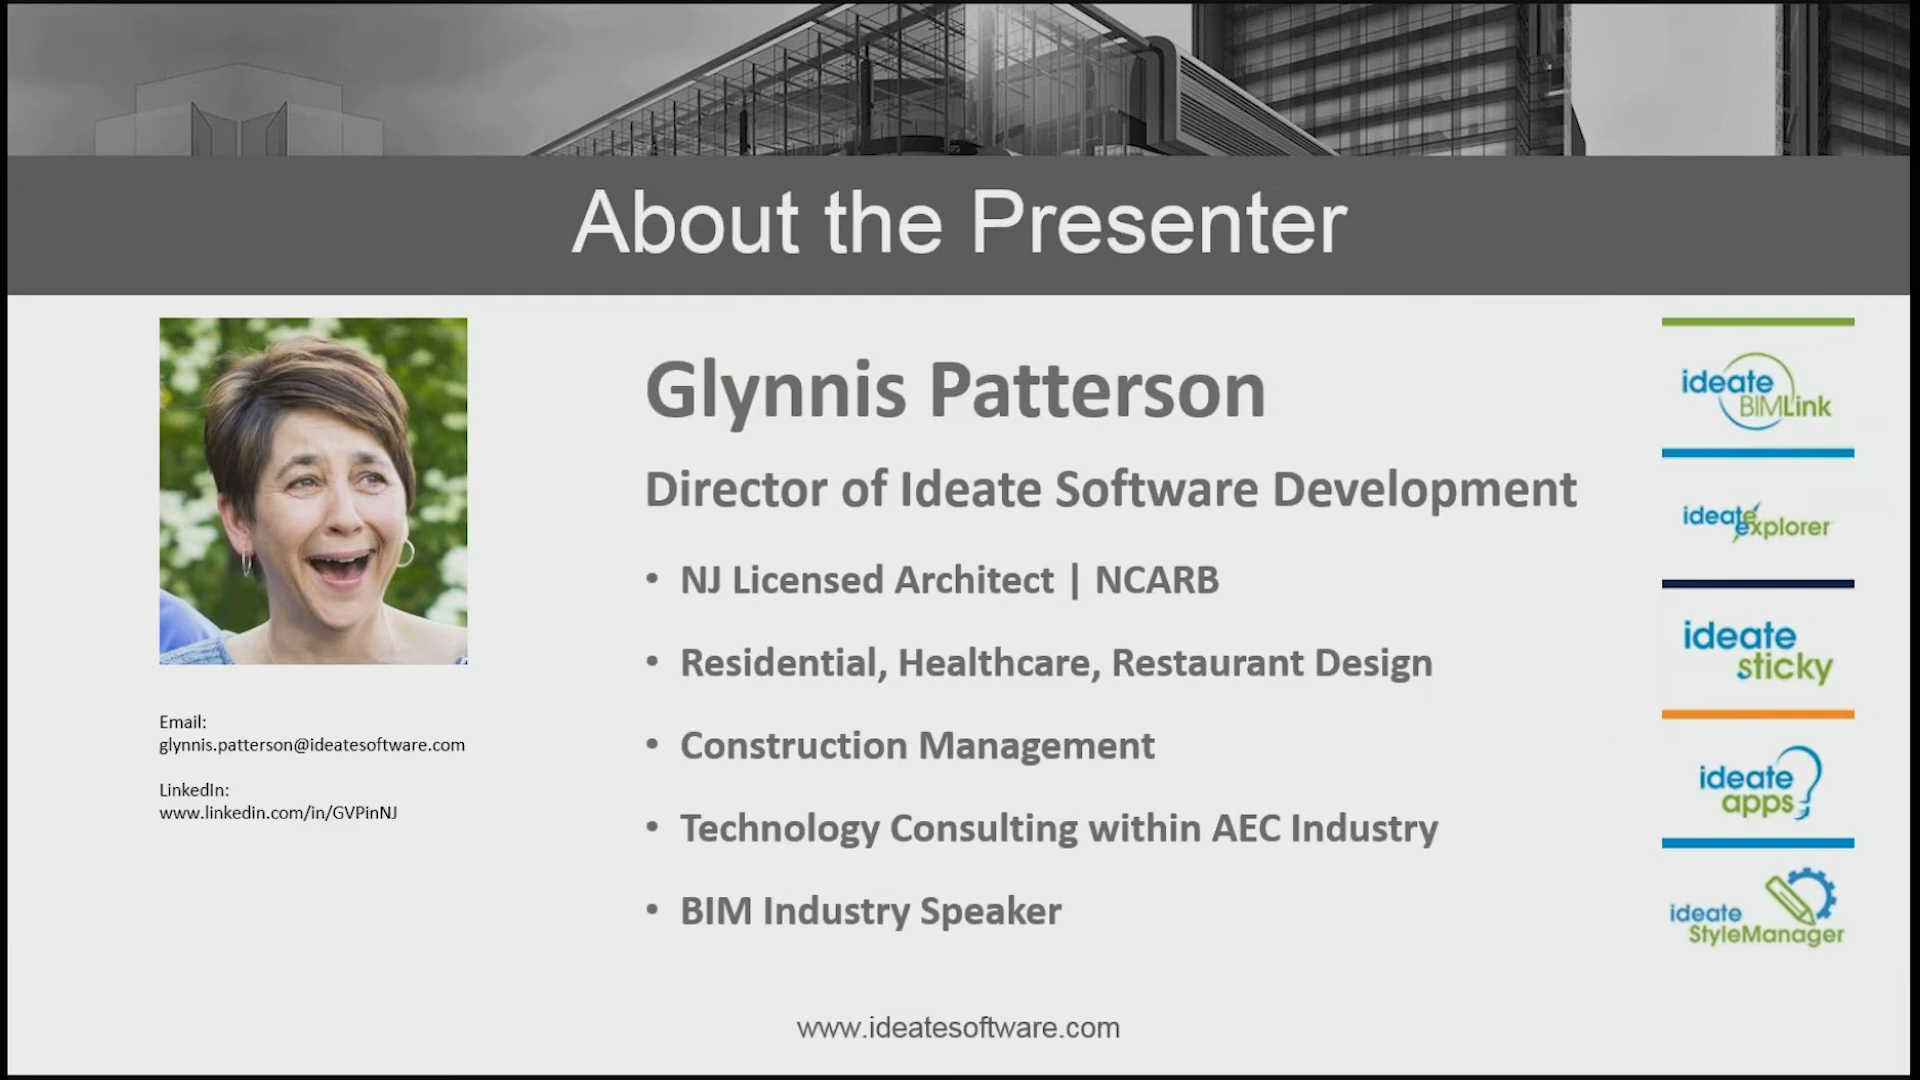 About the Presenter
Glynnis Patterson
Director of Ideate Software Development
• NJ Licensed Architect | NCARB
• Residential, Healthcare, Restaurant Design
• Construction Management
• Technology Consulting within AEC Industry
• BIM Industry Speaker
Email:
glynnis.patterson@ideatesoftware.com
LinkedIn:
www.linkedin.com/in/GVPinNJ
ideate
BIMLink
ideate
explorer
ideate
sticky
ideate
apps
ideate
StyleManager
www.ideatesoftware.com